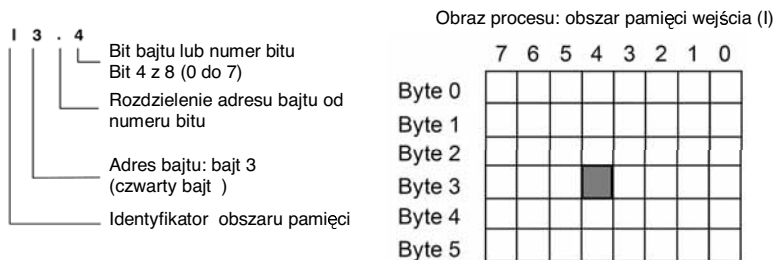 I 3 . 4
Bit bajtu lub numer bitu
Bit 4 z 8 (0 do 7)
Rozdzielenie adresu bajtu od
numeru bitu
Adres bajtu: bajt 3
(czwarty bajt )
Identyfikator obszaru pamięci
Obraz procesu: obszar pamięci wejścia (I)
7 6 5 4 3 2 1 0
Byte 0
Byte 1
Byte 2
Byte 3
Byte 4
Byte 5